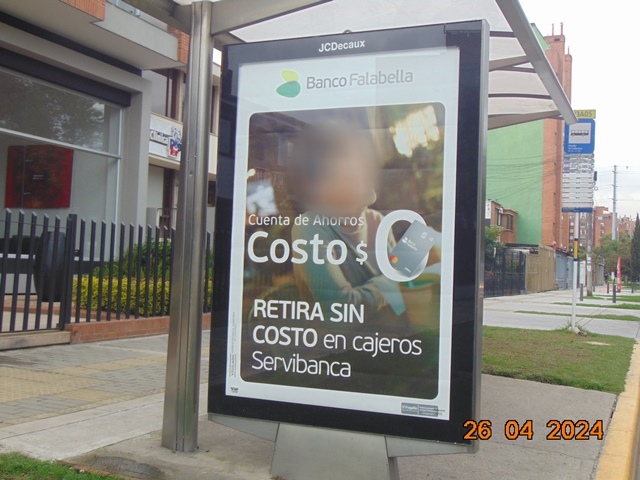 JCDecaux
Banco Falabella
Cuenta de Ahorros
Costo $ 0
RETIRA SIN
COSTO en cajeros
Servibanca
26 04 2024